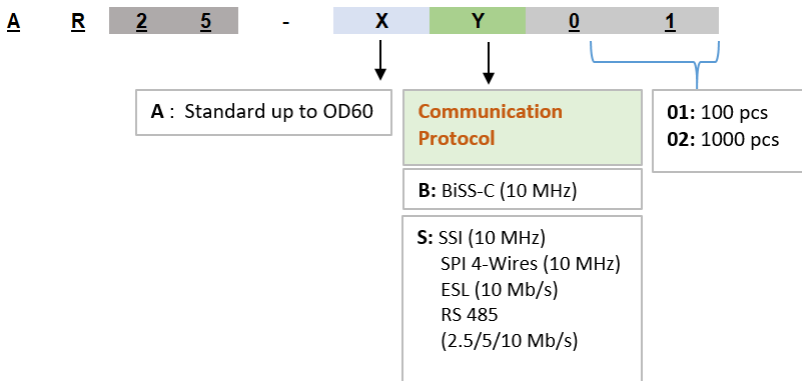 A R 2 5 - X Y 0 1
A : Standard up to OD60
Communication
Protocol
01: 100 pcs
02: 1000 pcs
B: BiSS-C (10 MHz)
S: SSI (10 MHz)
SPI 4-Wires (10 MHz)
ESL (10 Mb/s)
RS 485
(2.5/5/10 Mb/s)